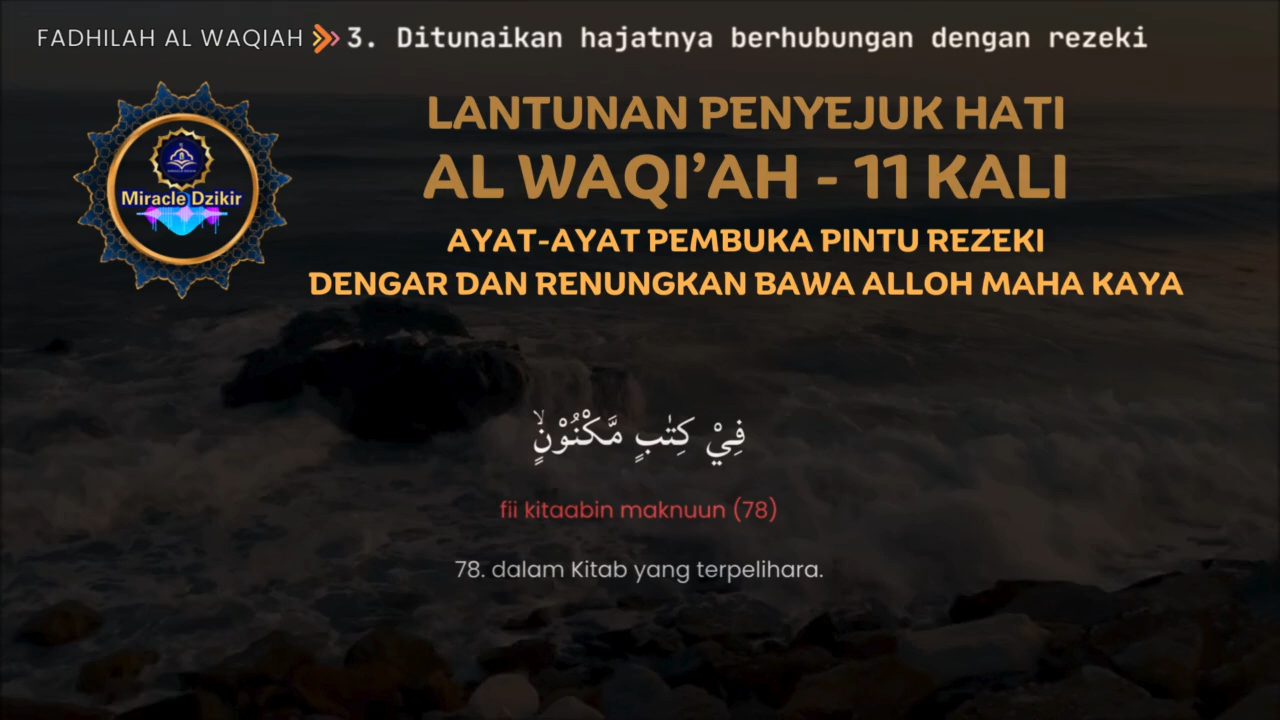 FADHILAH AL WAQIAH 3. Ditunaikan hajatnya berhubungan dengan rezeki
LANTUNAN PENYEJUK HATI
AL WAQI'AH - 11 KALI
AYAT-AYAT PEMBUKA PINTU REZEKI
DENGAR DAN RENUNGKAN BAWA ALLOH MAHA KAYA
Miracle Dzikir
فِيْ كِتٰبٍ مَّكْنُوْنٍۙ
fii kitaabin maknuun (78)
78. dalam Kitab yang terpelihara.